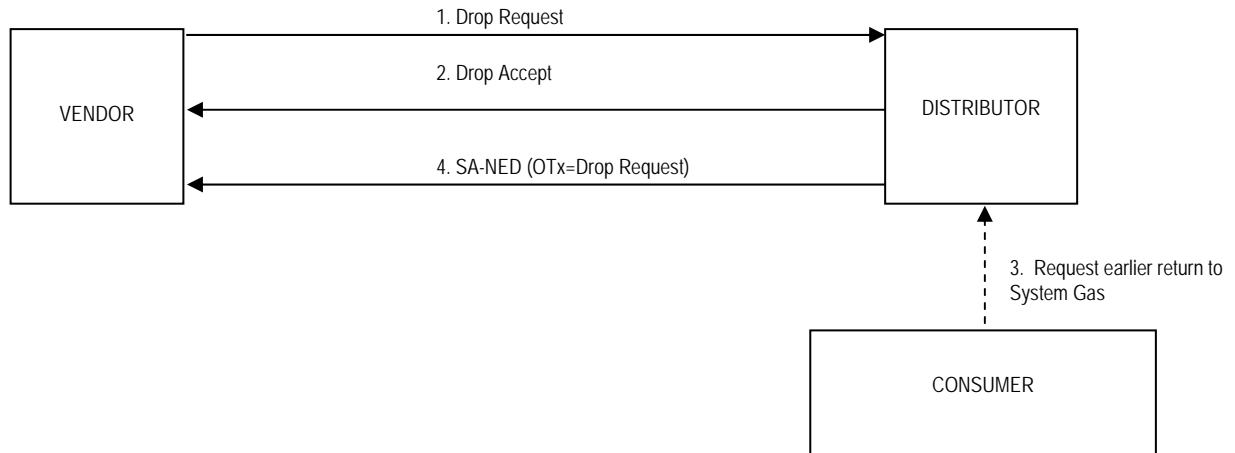 1. Drop Request
2. Drop Accept
VENDOR
DISTRIBUTOR
4. SA-NED (OTx=Drop Request)
3. Request earlier return to
System Gas
CONSUMER